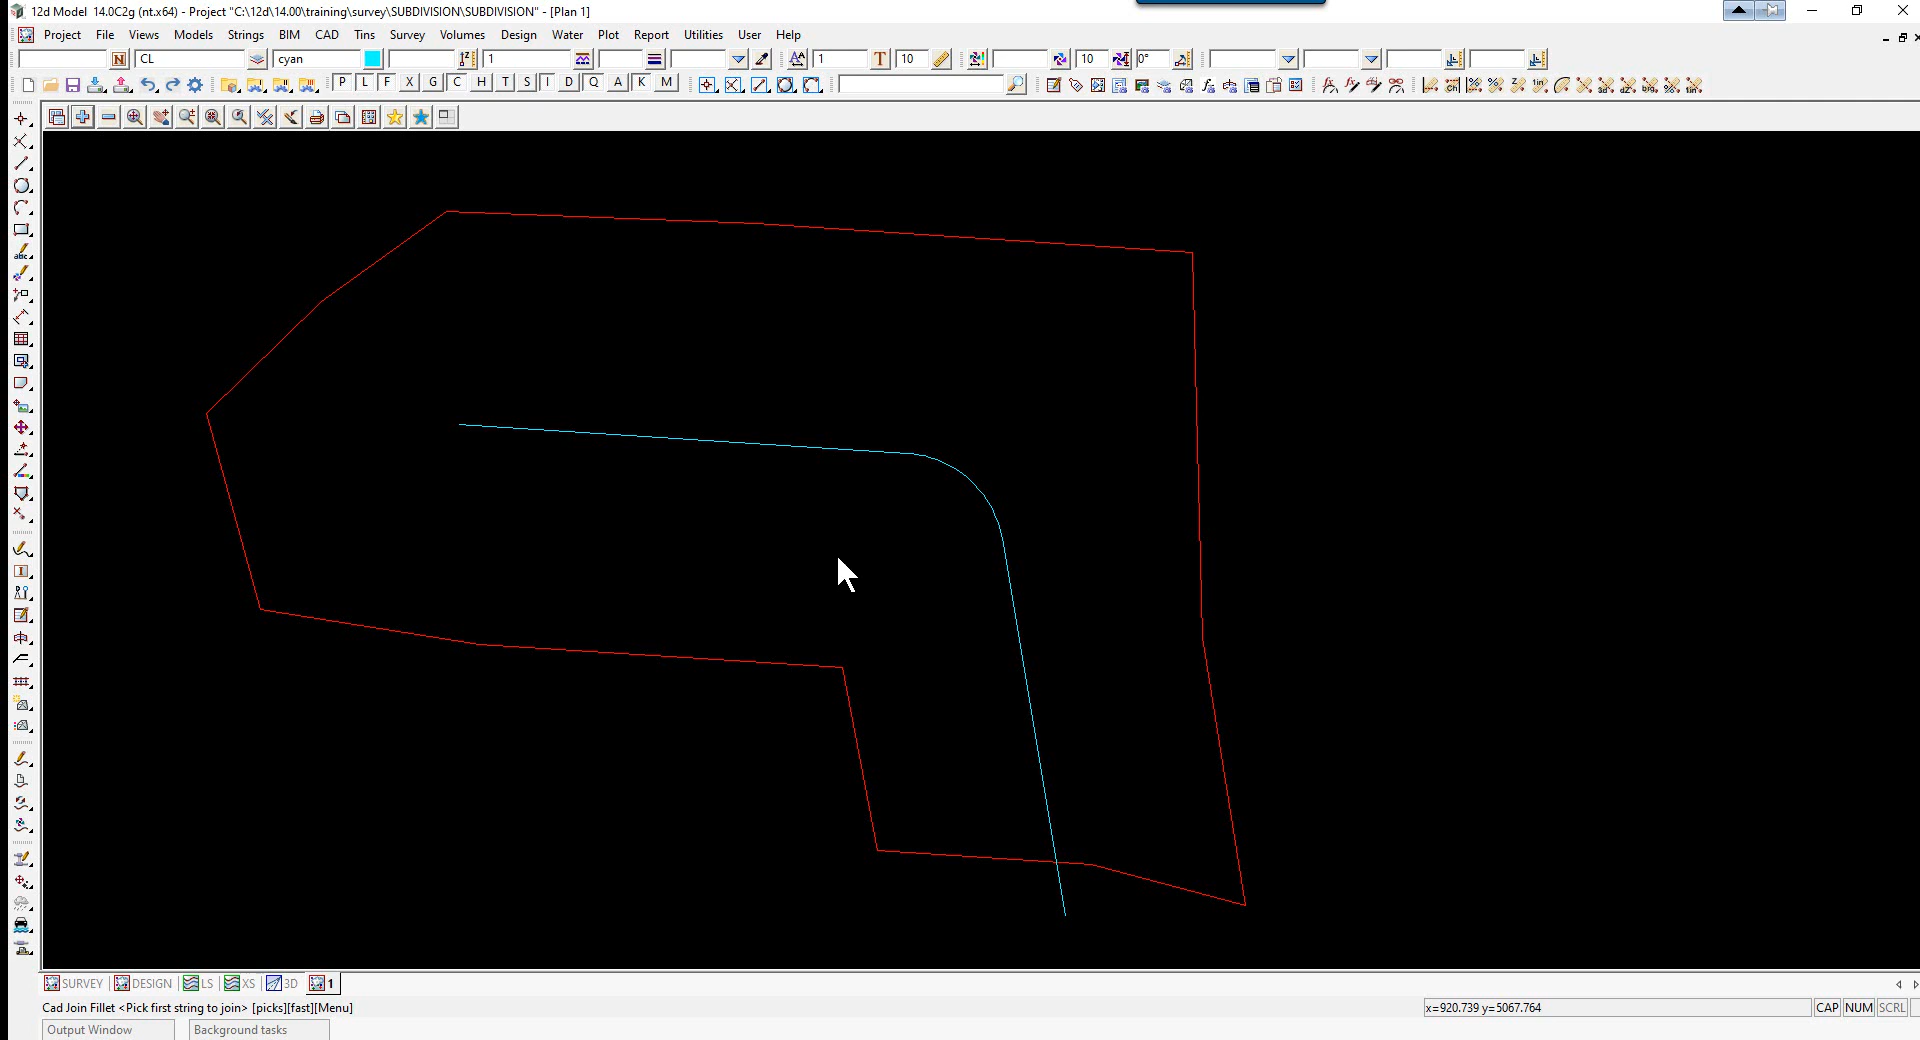 12d Model 14.0C2g (nt.x64) - Project "C:\12d\14.00\training\survey\SUBDIVISION\SUBDIVISION" - [Plan 1]
Project File Views Models Strings BIM CAD Tins Survey Volumes Design Water Plot Report Utilities User Help
N CL cyan 1 1 T 10 10 0°
P L F X G C H T S I D Q A K M
abc
SURVEY DESIGN LS XS 3D 1
Cad Join Fillet <Pick first string to join> [picks][fast][Menu] x=920.739 y=5067.764 CAP NUM SCRL
Output Window Background tasks